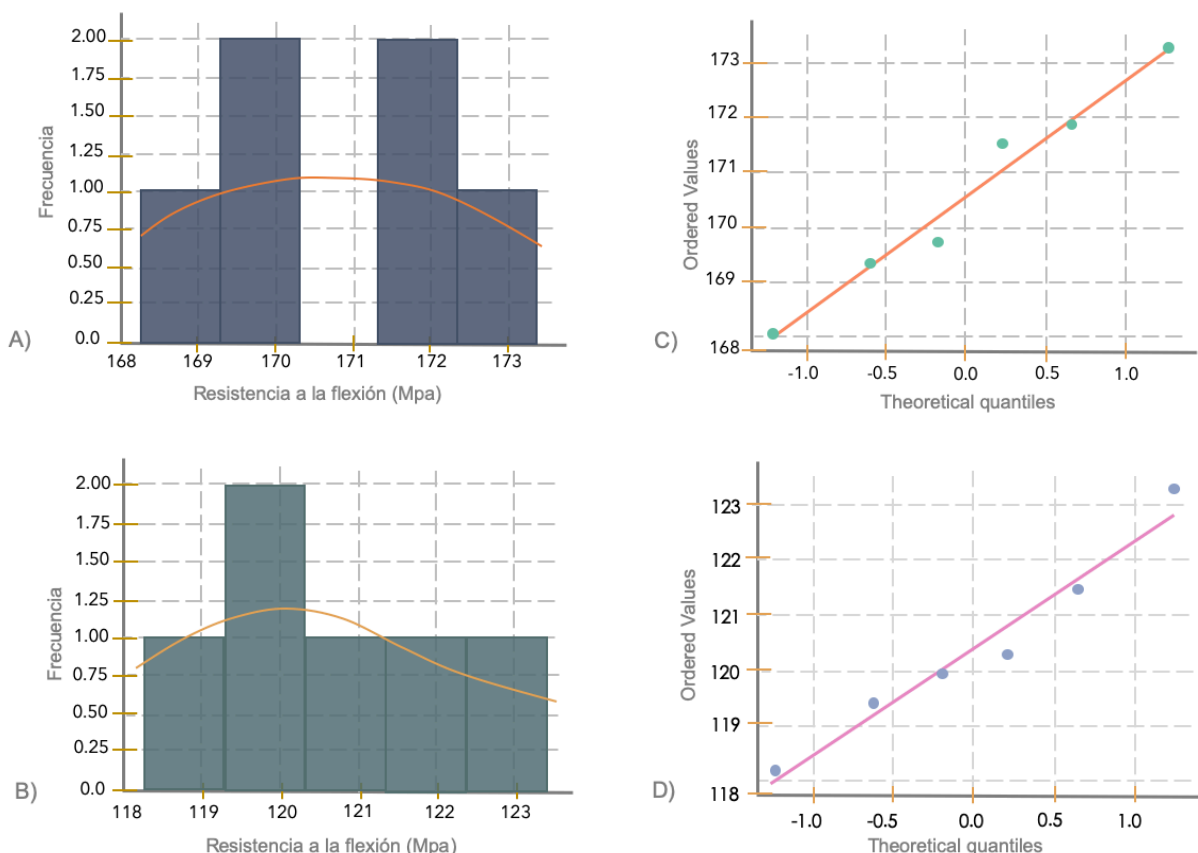 2.00
1.75
1.50
1.25
1.00
0.75
0.50
0.25
0.0
Frecuencia
168 169 170 171 172 173
Resistencia a la flexión (Mpa)
A)
173
172
171
170
169
168
Ordered Values
-1.0 -0.5 0.0 0.5 1.0
Theoretical quantiles
C)
2.00
1.75
1.50
1.25
1.00
0.75
0.50
0.25
0.0
Frecuencia
118 119 120 121 122 123
Resistencia a la flexión (Mpa)
B)
123
122
121
120
119
118
Ordered Values
-1.0 -0.5 0.0 0.5 1.0
Theoretical quantiles
D)